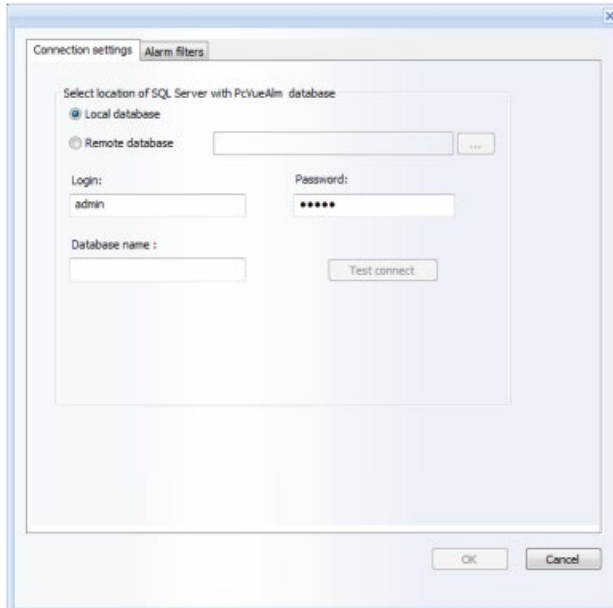 Connection settings
Alarm filters
Select location of SQL Server with PcVueAlm database
Local database
Remote database
...
Login:
Password:
admin
•••••
Database name :
Test connect
OK
Cancel